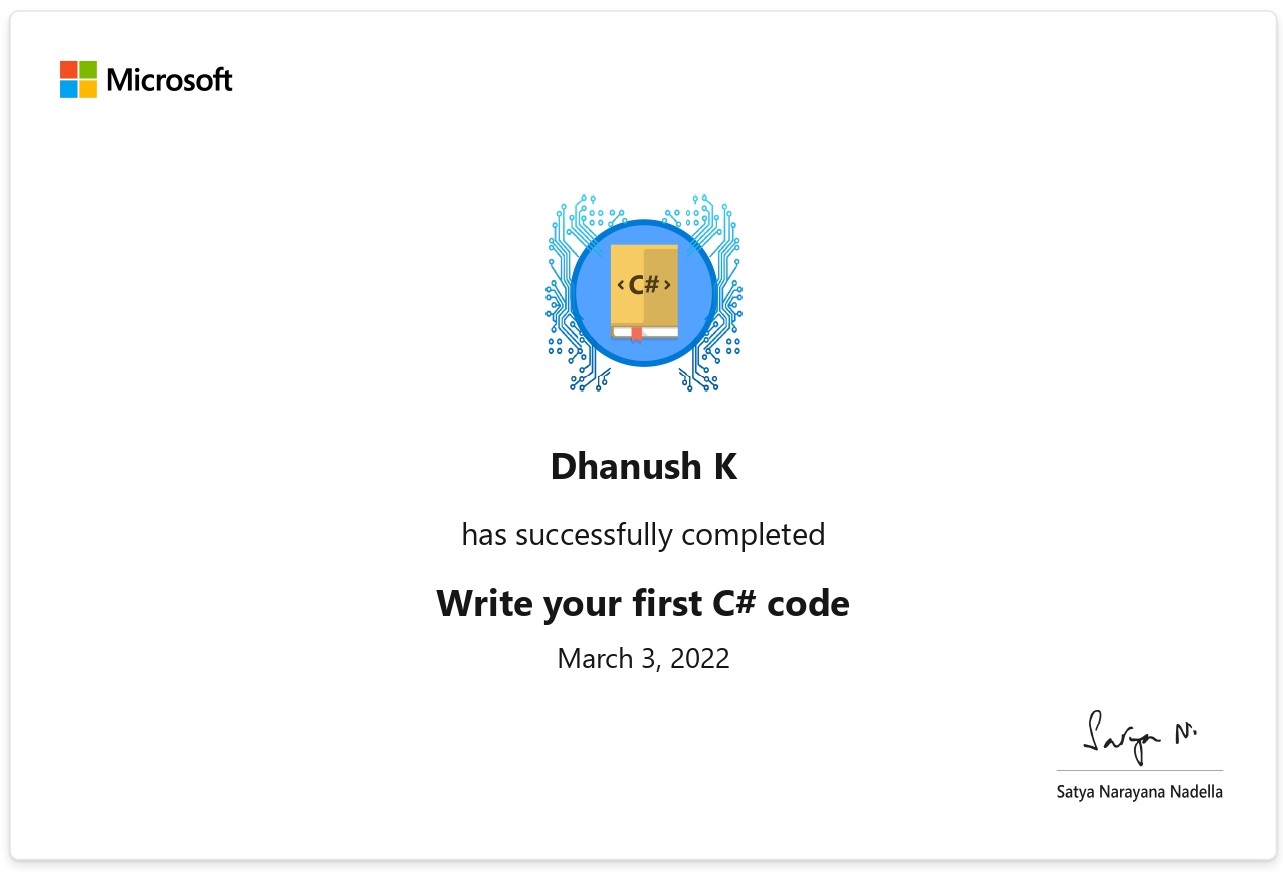 Microsoft
‹C#›
Dhanush K
has successfully completed
Write your first C# code
March 3, 2022
Satya N.
Satya Narayana Nadella